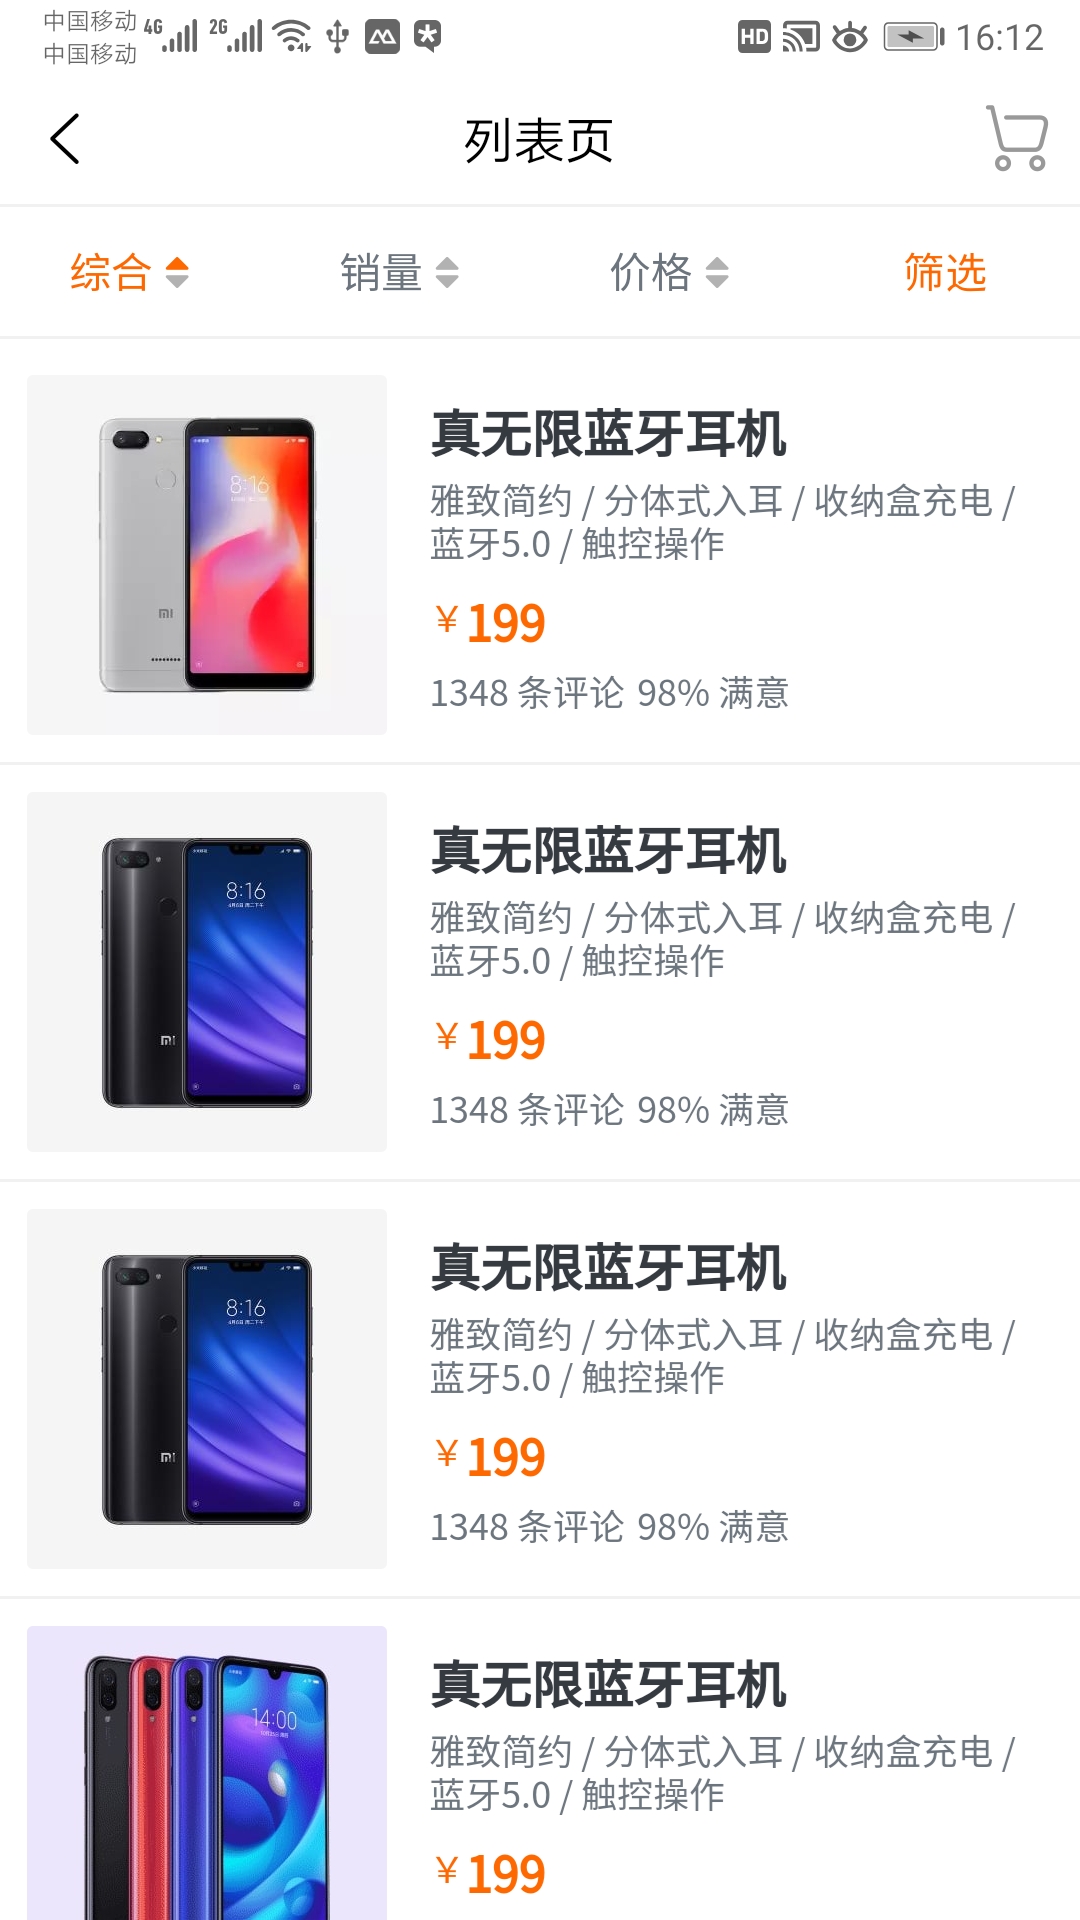 中国移动 4G 2G HD 16:12
中国移动
列表页
综合 销量 价格 筛选
8:16
MI
真无限蓝牙耳机
雅致简约 / 分体式入耳 / 收纳盒充电 /
蓝牙5.0 / 触控操作
¥ 199
1348 条评论 98% 满意
8:16
MI
真无限蓝牙耳机
雅致简约 / 分体式入耳 / 收纳盒充电 /
蓝牙5.0 / 触控操作
¥ 199
1348 条评论 98% 满意
8:16
MI
真无限蓝牙耳机
雅致简约 / 分体式入耳 / 收纳盒充电 /
蓝牙5.0 / 触控操作
¥ 199
1348 条评论 98% 满意
14:00
真无限蓝牙耳机
雅致简约 / 分体式入耳 / 收纳盒充电 /
蓝牙5.0 / 触控操作
¥ 199